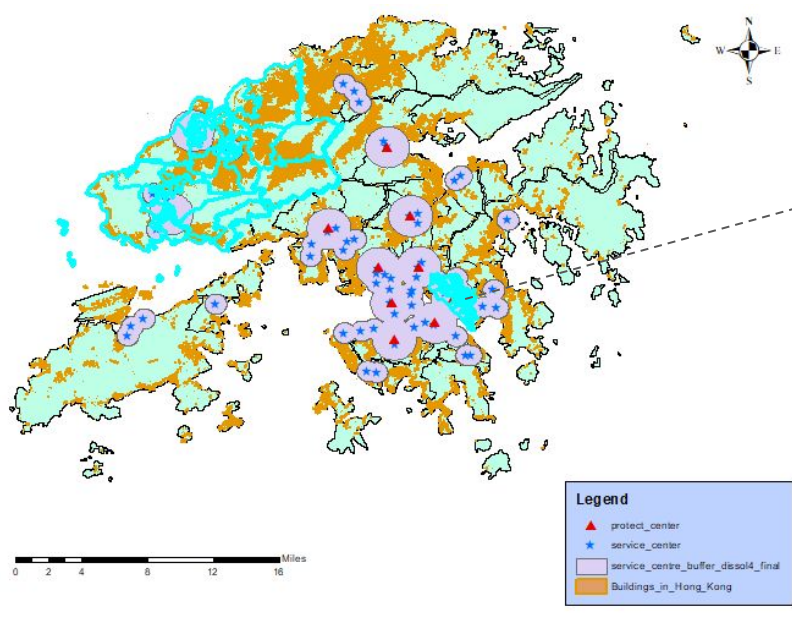 N
W E
S
Legend
protect_center
service_center
service_centre_buffer_dissol4_final
Buildings_in_Hong_Kong
Miles
0 2 4 8 12 16